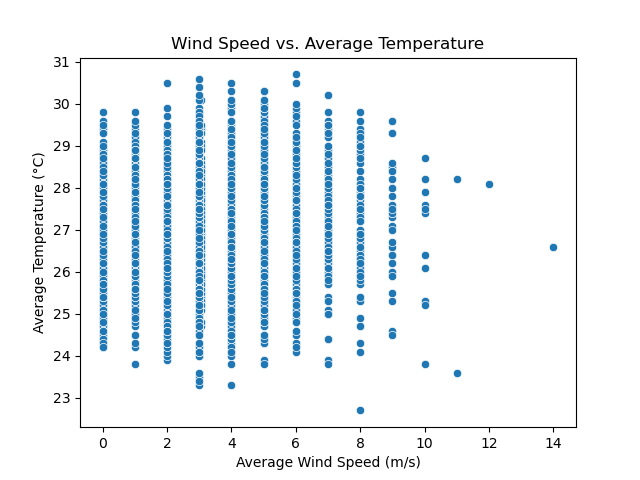 Wind Speed vs. Average Temperature
31
30
29
28
27
26
25
24
23
Average Temperature (°C)
0 2 4 6 8 10 12 14
Average Wind Speed (m/s)